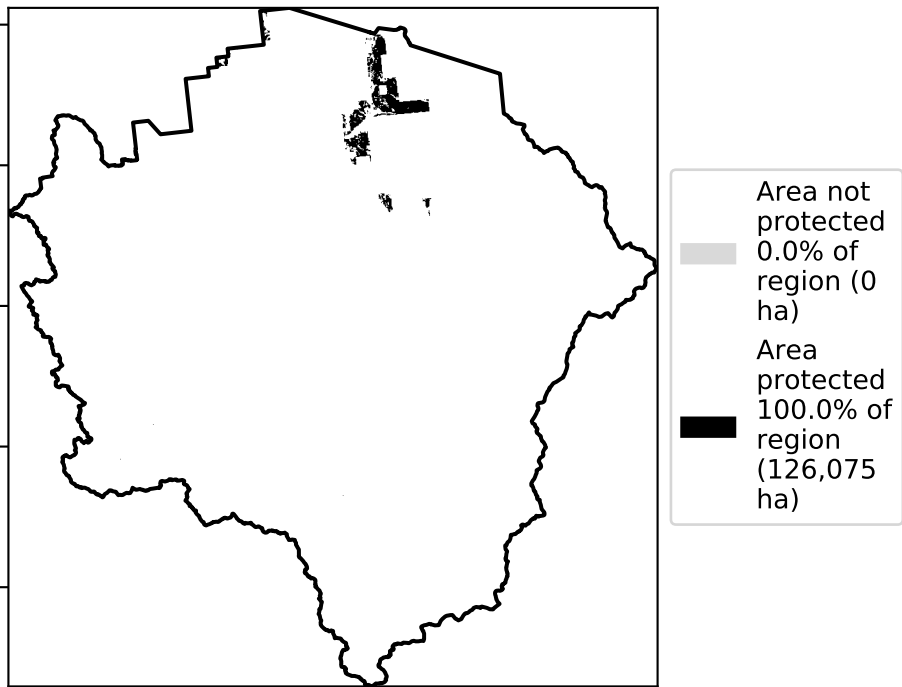 Area not
protected
0.0% of
region (0
ha)
Area
protected
100.0% of
region
(126,075
ha)